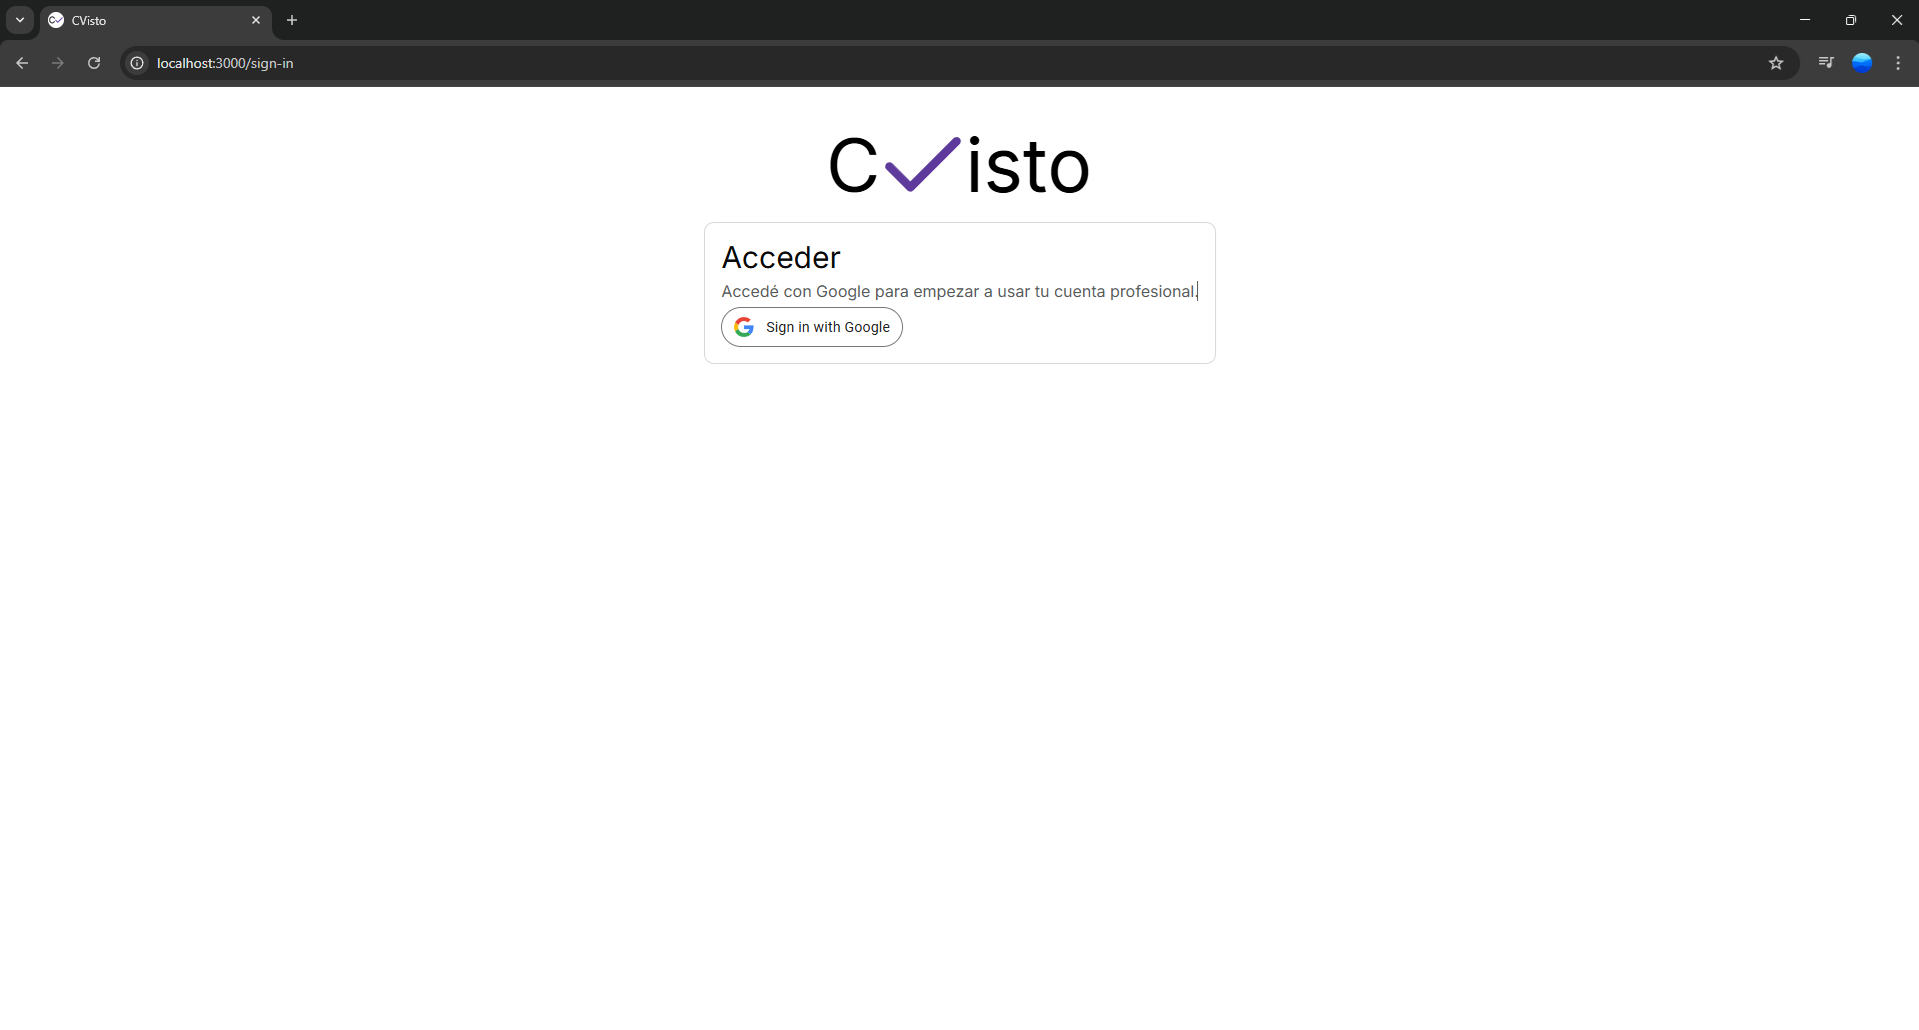 CVisto
localhost:3000/sign-in
C✓isto
Acceder
Accedé con Google para empezar a usar tu cuenta profesional.
Sign in with Google